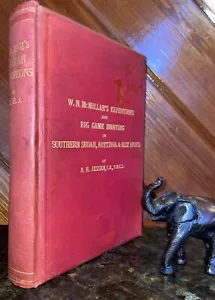 W. N. McMILLAN'S EXPEDITIONS
AND
BIG GAME HUNTING
IN
SOUTHERN SUDAN, ABYSSINIA & EAST AFRICA
BY
B. H. JESSEN, C.E., F.R.G.S.